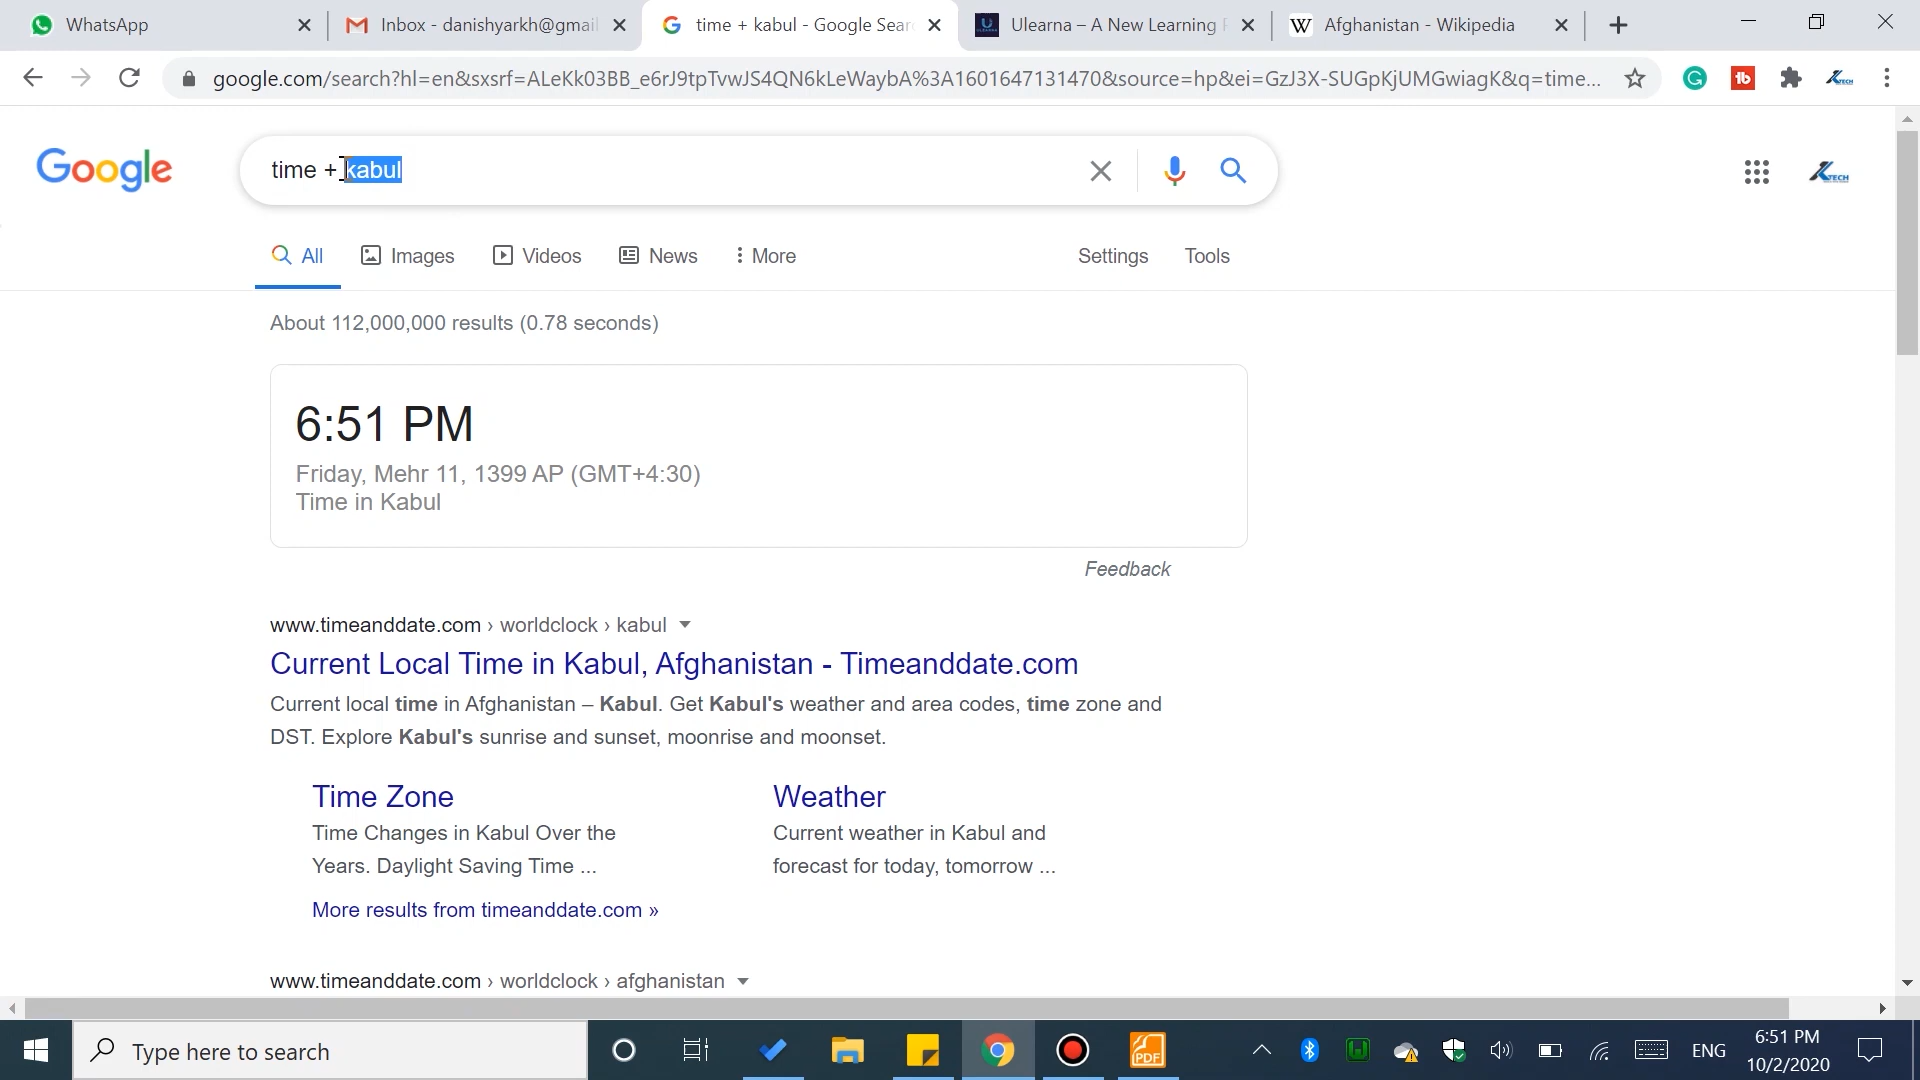 WhatsApp
Inbox - danishyarkh@gmail
time + kabul - Google Sear
Ulearna – A New Learning P
Afghanistan - Wikipedia
google.com/search?hl=en&sxsrf=ALeKk03BB_e6rJ9tpTvwJS4QN6kLeWaybA%3A1601647131470&source=hp&ei=GzJ3X-SUGpKjUMGwiagK&q=time...
Google
time + kabul
TECH
All
Images
Videos
News
More
Settings
Tools
About 112,000,000 results (0.78 seconds)
6:51 PM
Friday, Mehr 11, 1399 AP (GMT+4:30)
Time in Kabul
Feedback
www.timeanddate.com › worldclock › kabul
Current Local Time in Kabul, Afghanistan - Timeanddate.com
Current local time in Afghanistan – Kabul. Get Kabul's weather and area codes, time zone and
DST. Explore Kabul's sunrise and sunset, moonrise and moonset.
Time Zone
Time Changes in Kabul Over the
Years. Daylight Saving Time ...
Weather
Current weather in Kabul and
forecast for today, tomorrow ...
More results from timeanddate.com »
www.timeanddate.com › worldclock › afghanistan
Type here to search
PDF
ENG
6:51 PM
10/2/2020